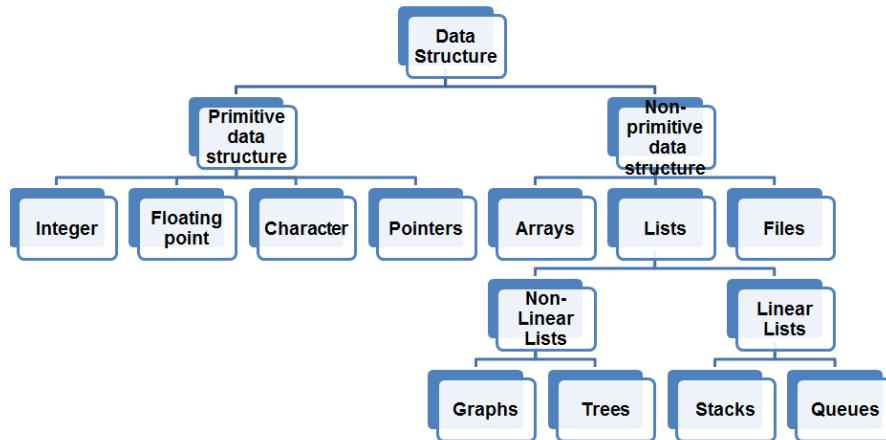 Data
Structure
Primitive
data
structure
Non-
primitive
data
structure
Integer
Floating
point
Character
Pointers
Arrays
Lists
Files
Non-
Linear
Lists
Linear
Lists
Graphs
Trees
Stacks
Queues